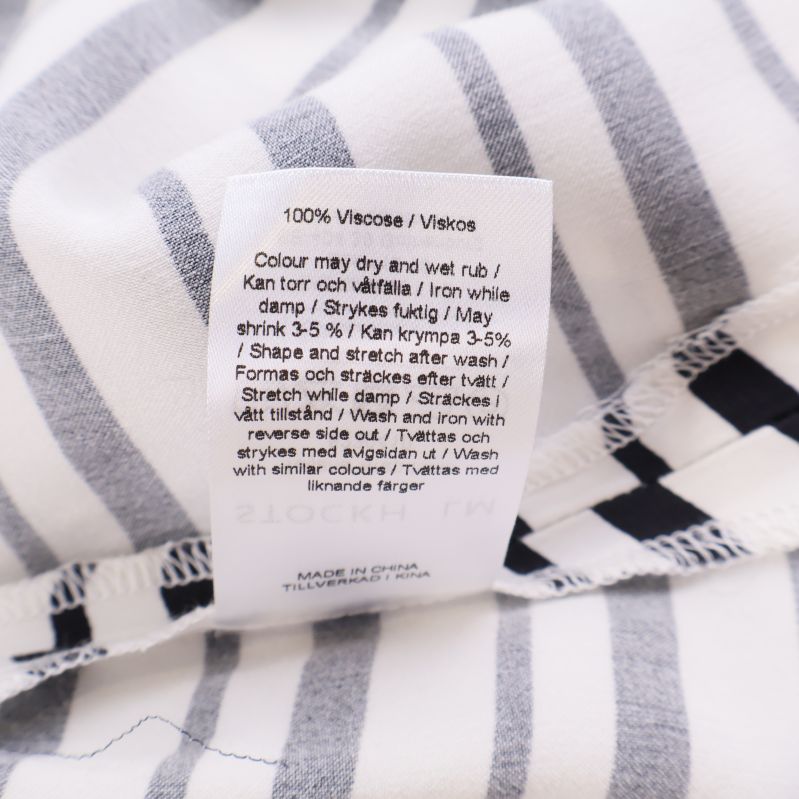 100% Viscose / Viskos
Colour may dry and wet rub /
Kan torr och våtfälla / Iron while
damp / Strykes fuktig / May
shrink 3-5 % / Kan krympa 3-5%
/ Shape and stretch after wash /
Formas och sträckes efter tvätt /
Stretch while damp / Sträckes i
vått tillstånd / Wash and iron with
reverse side out / Tvättas och
strykes med avigsidan ut / Wash
with similar colours / Tvättas med
liknande färger
STOCKH LM
MADE IN CHINA
TILLVERKAD I KINA